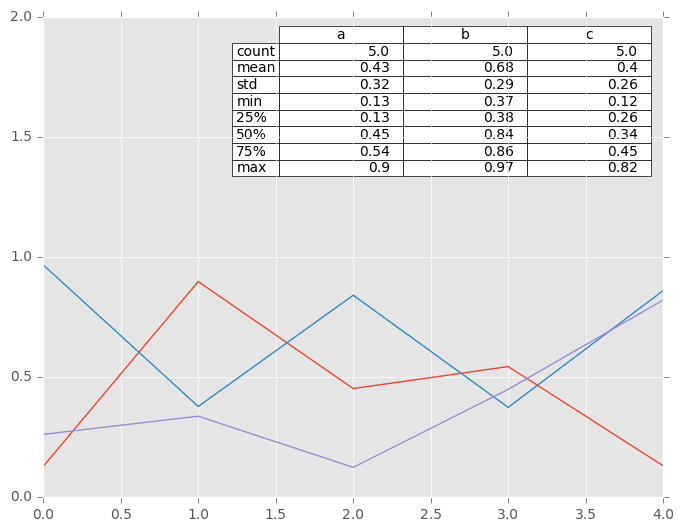 2.0
a b c
count 5.0 5.0 5.0
mean 0.43 0.68 0.4
std 0.32 0.29 0.26
min 0.13 0.37 0.12
25% 0.13 0.38 0.26
50% 0.45 0.84 0.34
75% 0.54 0.86 0.45
max 0.9 0.97 0.82
1.5
1.0
0.5
0.0
0.0 0.5 1.0 1.5 2.0 2.5 3.0 3.5 4.0